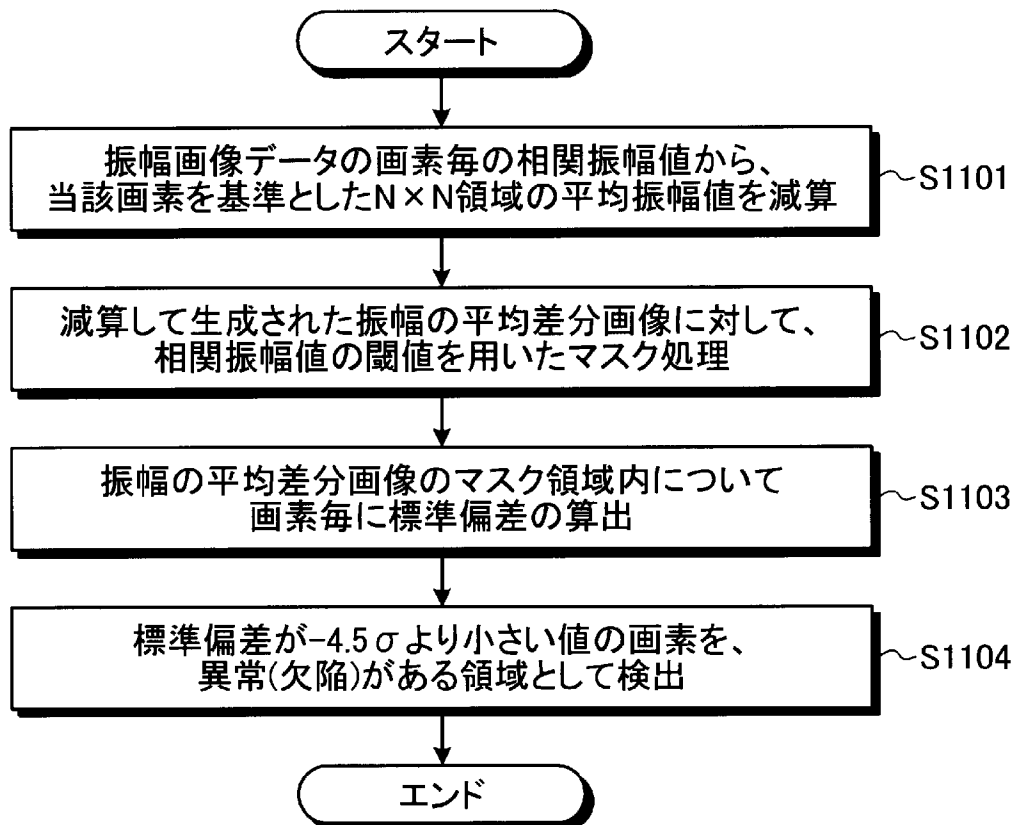 スタート
振幅画像データの画素毎の相関振幅値から、
当該画素を基準としたN×N領域の平均振幅値を減算
S1101
減算して生成された振幅の平均差分画像に対して、
相関振幅値の閾値を用いたマスク処理
S1102
振幅の平均差分画像のマスク領域内について
画素毎に標準偏差の算出
S1103
標準偏差が-4.5σより小さい値の画素を、
異常(欠陥)がある領域として検出
S1104
エンド